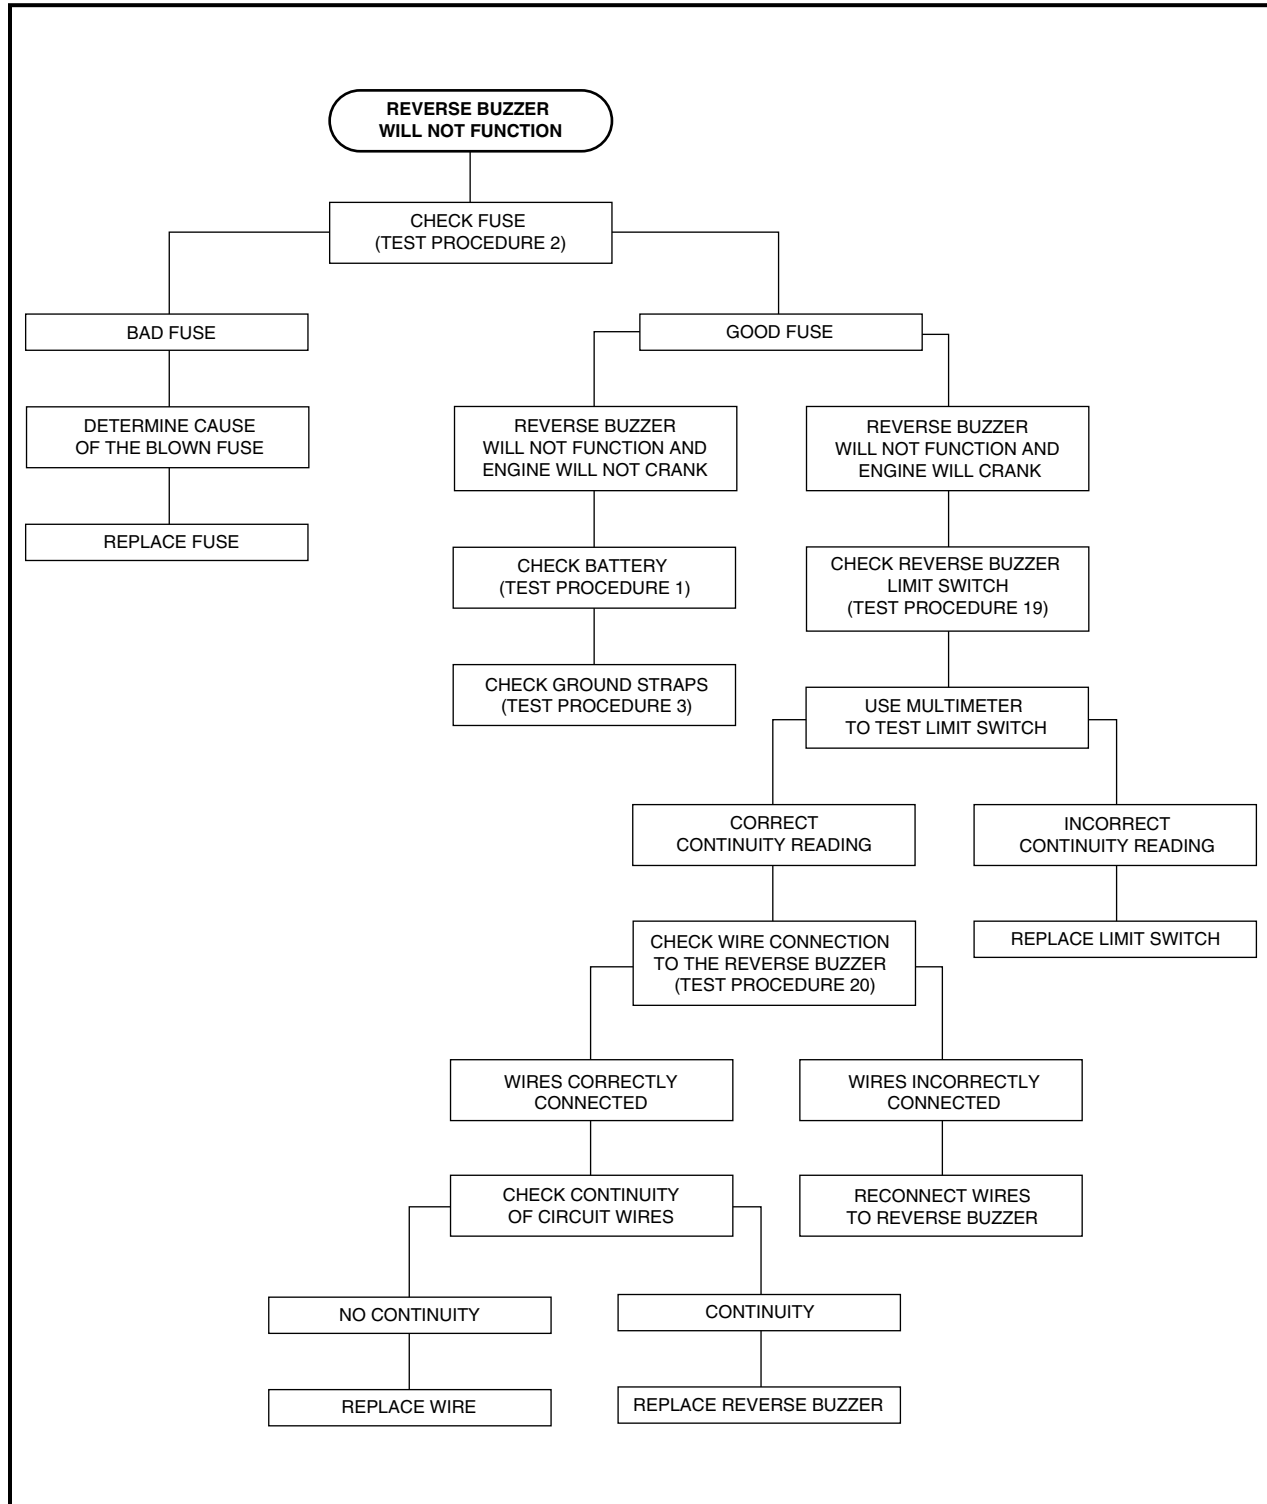 REVERSE BUZZER
WILL NOT FUNCTION
CHECK FUSE
(TEST PROCEDURE 2)
BAD FUSE
GOOD FUSE
DETERMINE CAUSE
OF THE BLOWN FUSE
REVERSE BUZZER
WILL NOT FUNCTION AND
ENGINE WILL NOT CRANK
REVERSE BUZZER
WILL NOT FUNCTION AND
ENGINE WILL CRANK
REPLACE FUSE
CHECK BATTERY
(TEST PROCEDURE 1)
CHECK REVERSE BUZZER
LIMIT SWITCH
(TEST PROCEDURE 19)
CHECK GROUND STRAPS
(TEST PROCEDURE 3)
USE MULTIMETER
TO TEST LIMIT SWITCH
CORRECT
CONTINUITY READING
INCORRECT
CONTINUITY READING
CHECK WIRE CONNECTION
TO THE REVERSE BUZZER
(TEST PROCEDURE 20)
REPLACE LIMIT SWITCH
WIRES CORRECTLY
CONNECTED
WIRES INCORRECTLY
CONNECTED
CHECK CONTINUITY
OF CIRCUIT WIRES
RECONNECT WIRES
TO REVERSE BUZZER
NO CONTINUITY
CONTINUITY
REPLACE WIRE
REPLACE REVERSE BUZZER